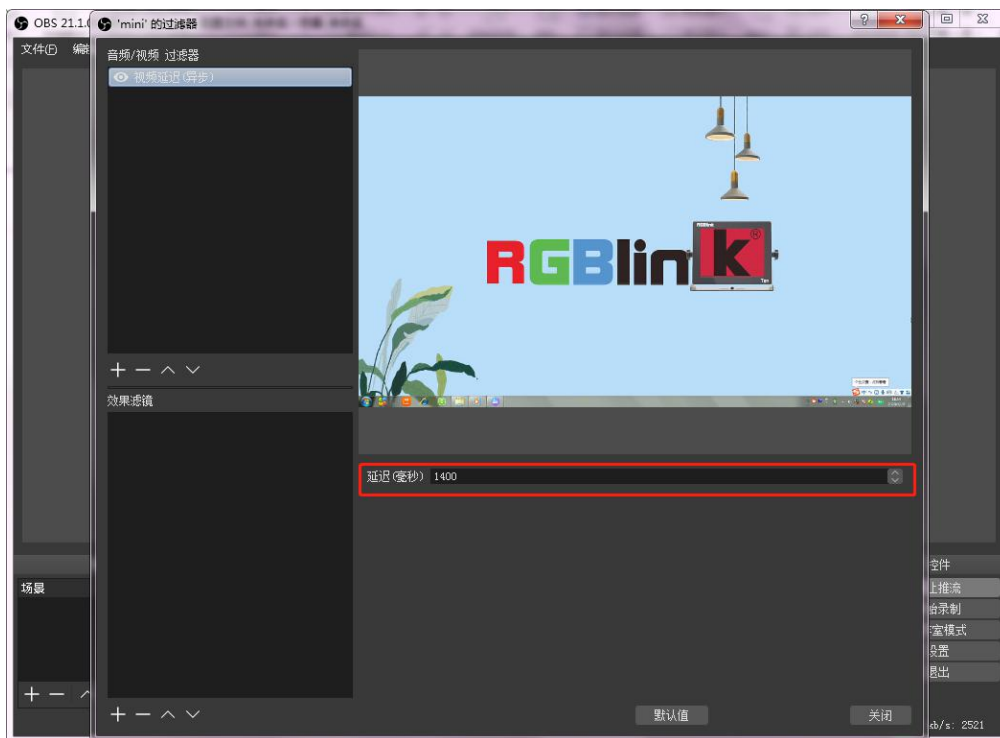 OBS 21.1.0
'mini' 的过滤器
文件(F)
音频/视频 过滤器
视频延迟(异步)
RGBlink
效果滤镜
延迟(毫秒) 1400
控件
场景
上推流
始录制
室模式
设置
退出
默认值
关闭
kb/s: 2521